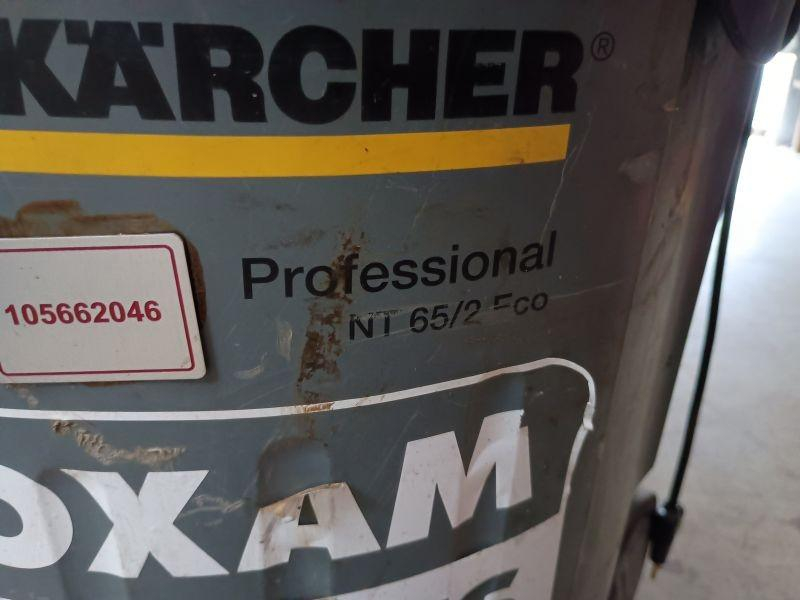 KÄRCHER®
Professional
NT 65/2 Eco
105662046
OXAM